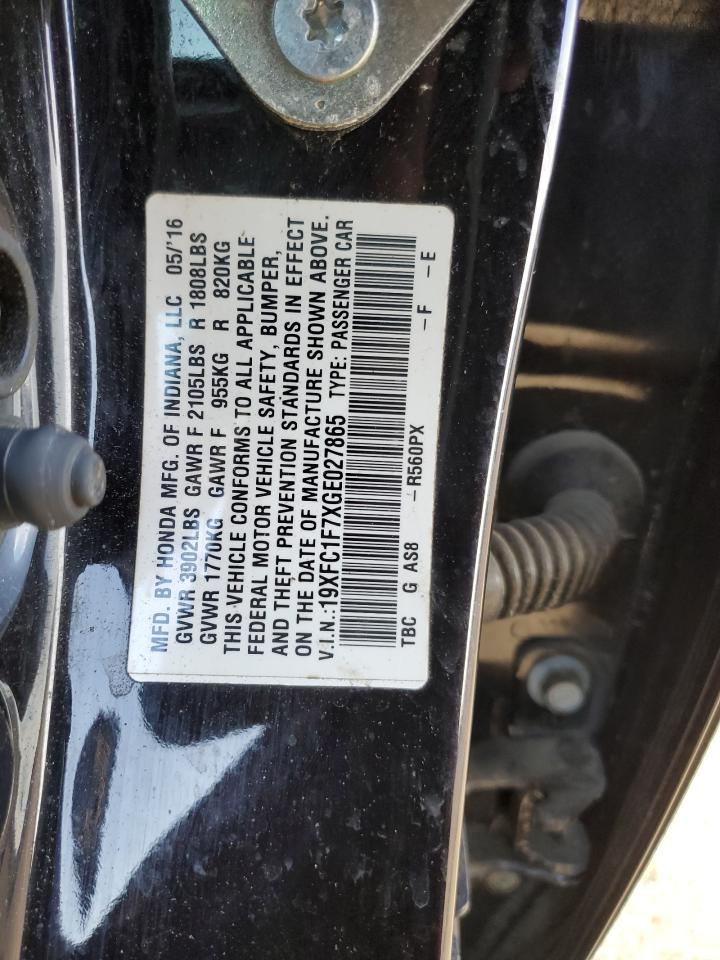 MFD. BY HONDA MFG. OF INDIANA, LLC 05/'16
GVWR 3902LBS GAWR F 2105LBS R 1808LBS
GVWR 1770KG GAWR F 955KG R 820KG
THIS VEHICLE CONFORMS TO ALL APPLICABLE
FEDERAL MOTOR VEHICLE SAFETY, BUMPER,
AND THEFT PREVENTION STANDARDS IN EFFECT
ON THE DATE OF MANUFACTURE SHOWN ABOVE.
V.I.N.:19XFC1F7XGE027865 TYPE: PASSENGER CAR
TBC G AS8 –R560PX –F –E